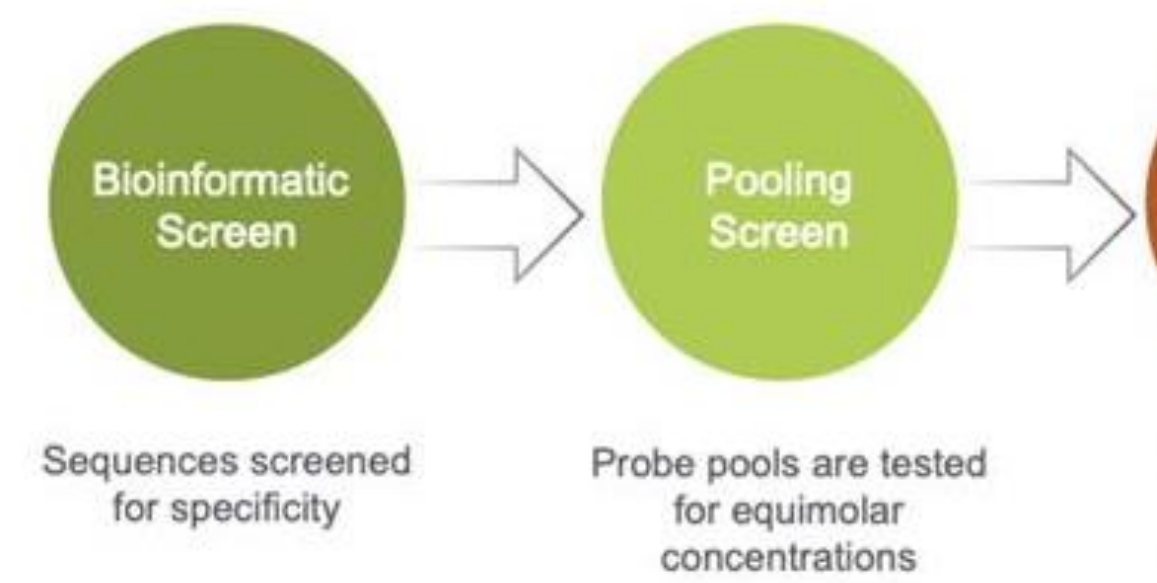 Bioinformatic
Screen
Pooling
Screen
Sequences screened
for specificity
Probe pools are tested
for equimolar
concentrations